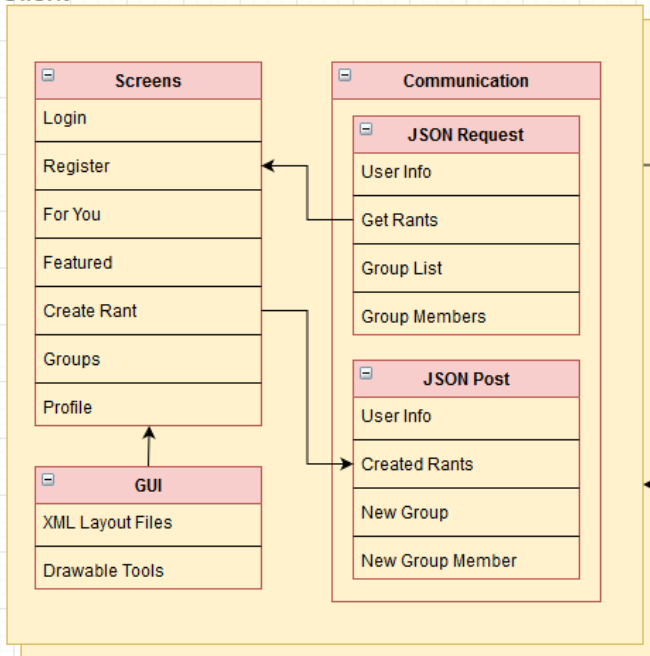 Screens
Login
Register
For You
Featured
Create Rant
Groups
Profile
GUI
XML Layout Files
Drawable Tools
Communication
JSON Request
User Info
Get Rants
Group List
Group Members
JSON Post
User Info
Created Rants
New Group
New Group Member